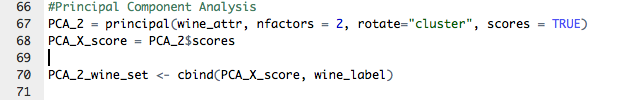 66 #Principal Component Analysis
67 PCA_2 = principal(wine_attr, nfactors = 2, rotate="cluster", scores = TRUE)
68 PCA_X_score = PCA_2$scores
69
70 PCA_2_wine_set <- cbind(PCA_X_score, wine_label)
71